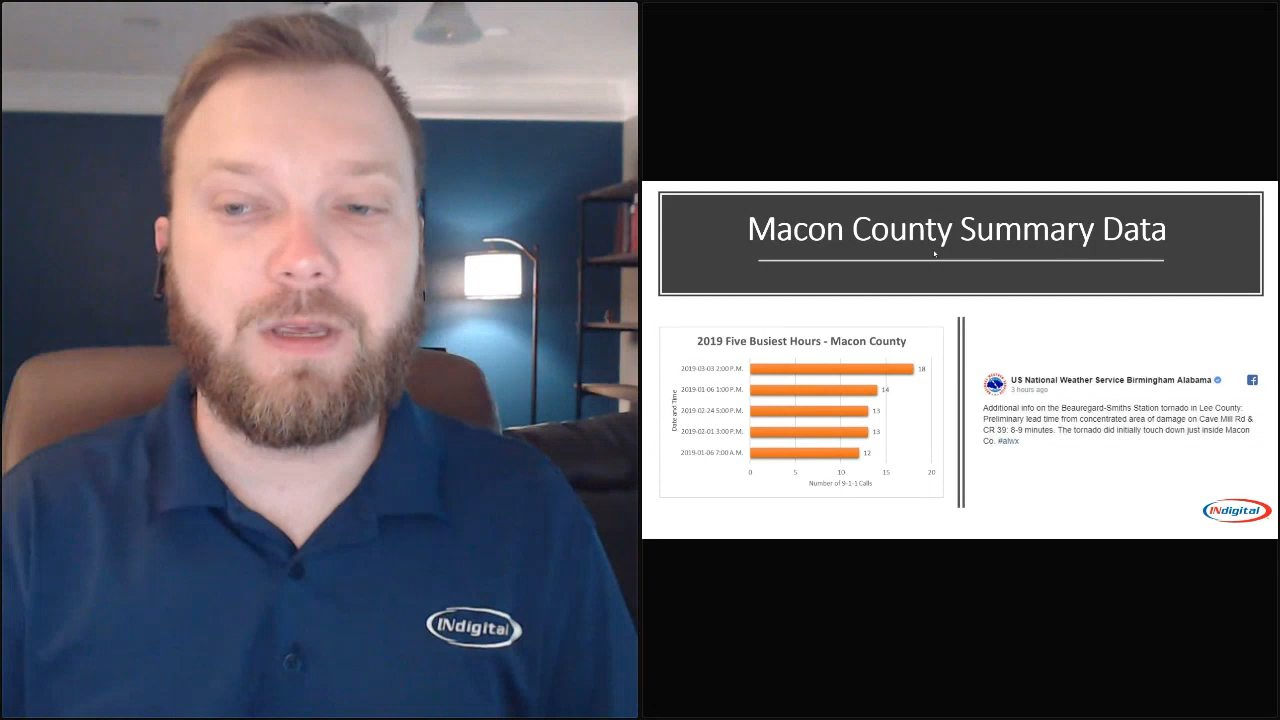 Macon County Summary Data
2019 Five Busiest Hours - Macon County
Date and Time
2019-03-03 2:00 P.M.
18
2019-01-06 1:00 P.M.
14
2019-02-24 5:00 P.M.
13
2019-02-01 3:00 P.M.
13
2019-01-06 7:00 A.M.
12
0 5 10 15 20
Number of 9-1-1 Calls
US National Weather Service Birmingham Alabama
3 hours ago
Additional info on the Beauregard-Smiths Station tornado in Lee County:
Preliminary lead time from concentrated area of damage on Cave Mill Rd &
CR 39: 8-9 minutes. The tornado did initially touch down just inside Macon
Co. #alwx
INdigital
INdigital